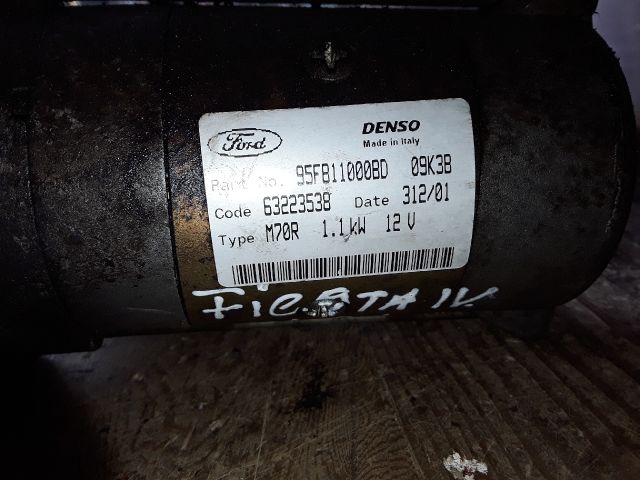 Ford DENSO
Made in Italy
Part No. 95FB11000BD 09K3B
Code 63223538 Date 312/01
Type M70R 1.1kW 12 V
FIESTA IV